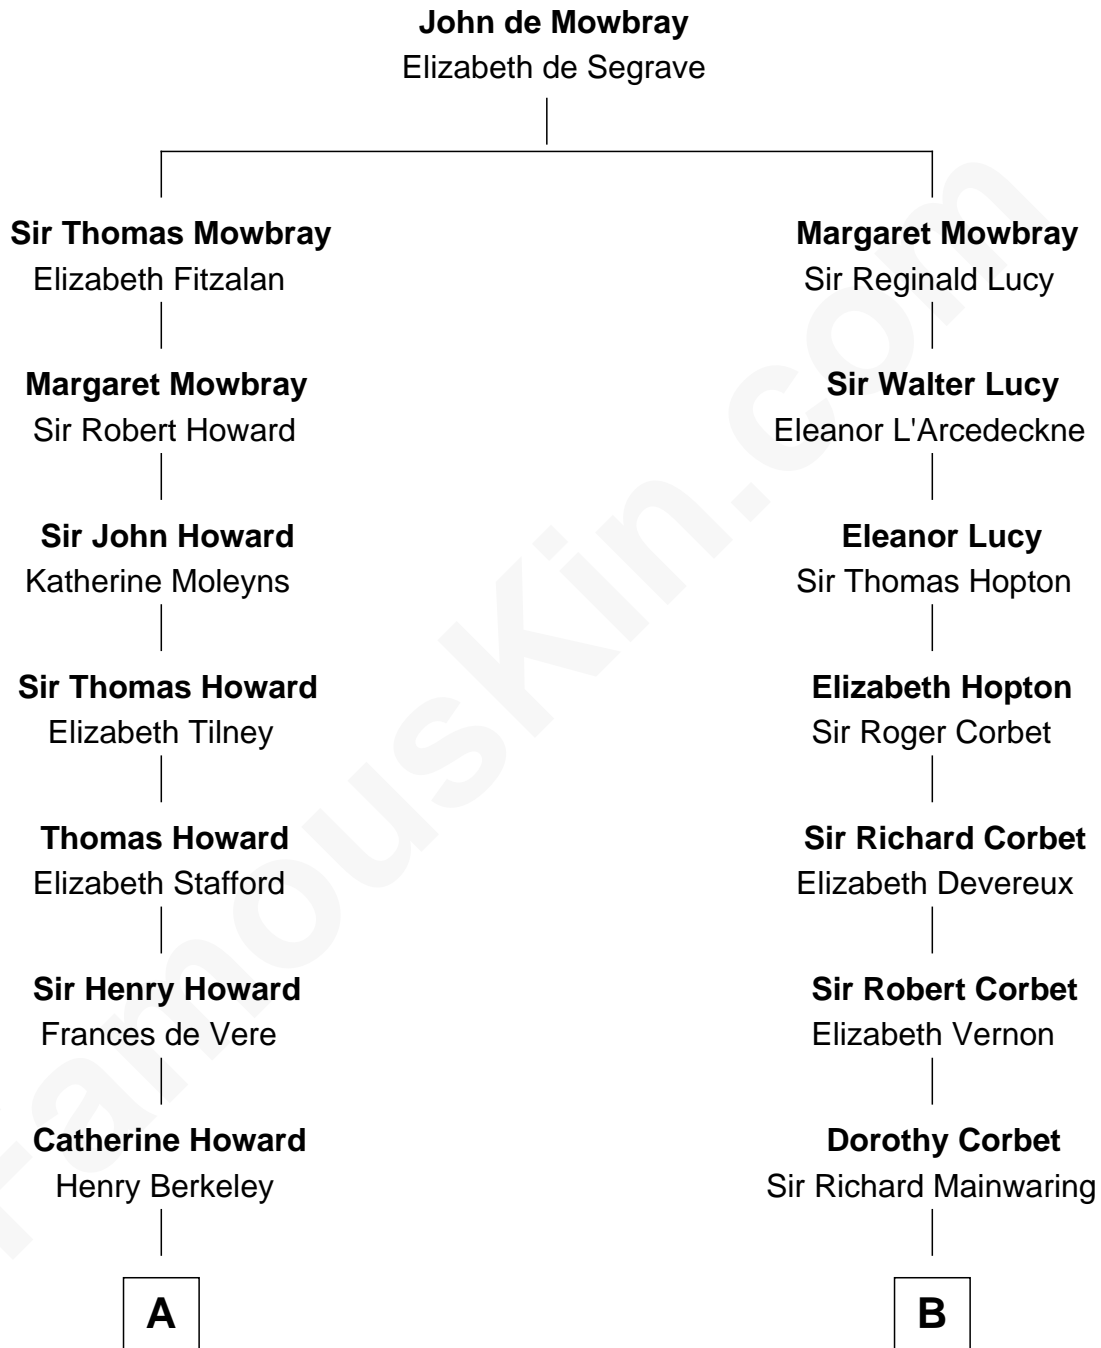 John de Mowbray
Elizabeth de Segrave
Sir Thomas Mowbray
Elizabeth Fitzalan
Margaret Mowbray
Sir Reginald Lucy
Margaret Mowbray
Sir Robert Howard
Sir Walter Lucy
Eleanor L'Arcedeckne
Sir John Howard
Katherine Moleyns
Eleanor Lucy
Sir Thomas Hopton
Sir Thomas Howard
Elizabeth Tilney
Elizabeth Hopton
Sir Roger Corbet
Thomas Howard
Elizabeth Stafford
Sir Richard Corbet
Elizabeth Devereux
Sir Henry Howard
Frances de Vere
Sir Robert Corbet
Elizabeth Vernon
Catherine Howard
Henry Berkeley
Dorothy Corbet
Sir Richard Mainwaring
A
B
FamousKin.com